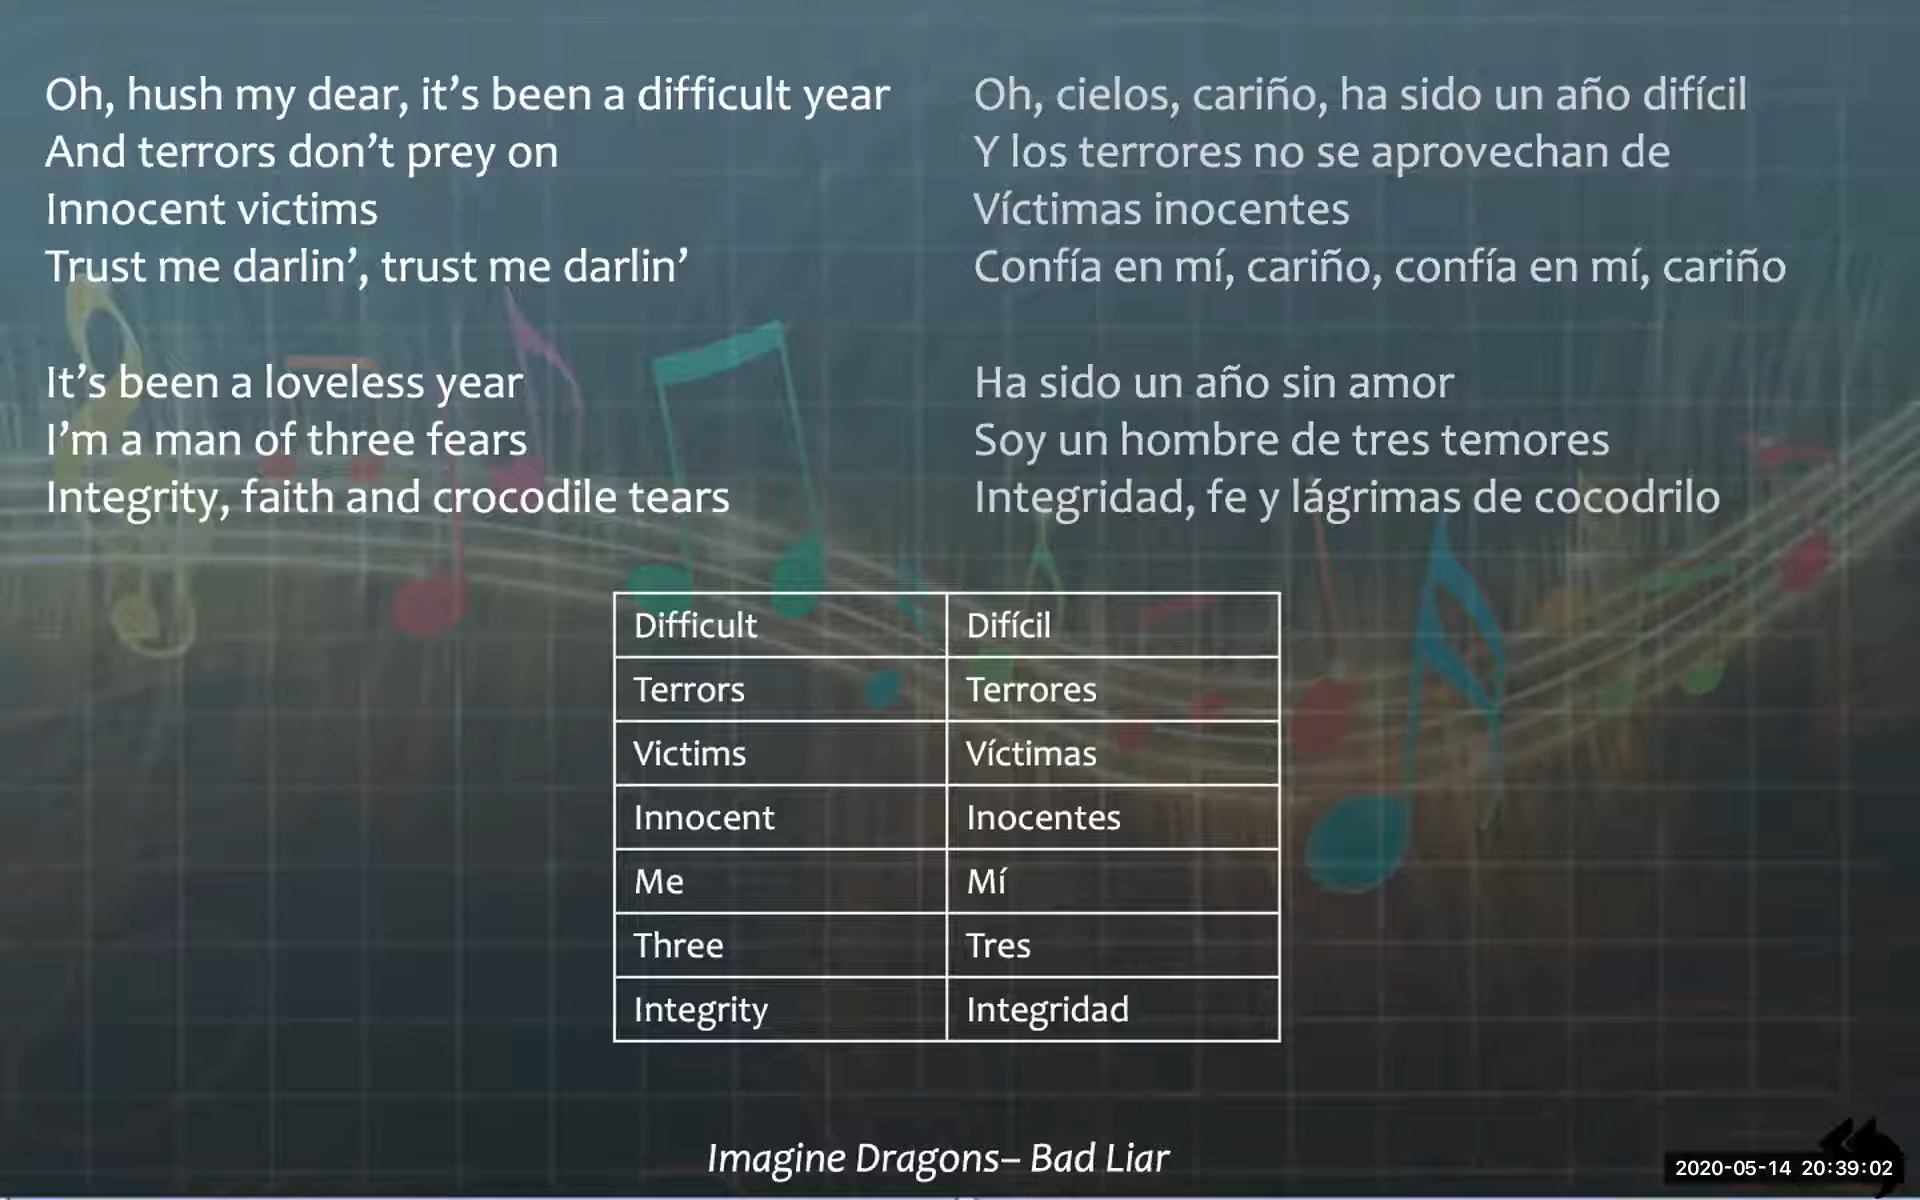 Oh, hush my dear, it’s been a difficult year
And terrors don’t prey on
Innocent victims
Trust me darlin’, trust me darlin’
It’s been a loveless year
I’m a man of three fears
Integrity, faith and crocodile tears
Oh, cielos, cariño, ha sido un año difícil
Y los terrores no se aprovechan de
Víctimas inocentes
Confía en mí, cariño, confía en mí, cariño
Ha sido un año sin amor
Soy un hombre de tres temores
Integridad, fe y lágrimas de cocodrilo
Difficult Difícil
Terrors Terrores
Victims Víctimas
Innocent Inocentes
Me Mí
Three Tres
Integrity Integridad
Imagine Dragons– Bad Liar
2020-05-14 20:39:02